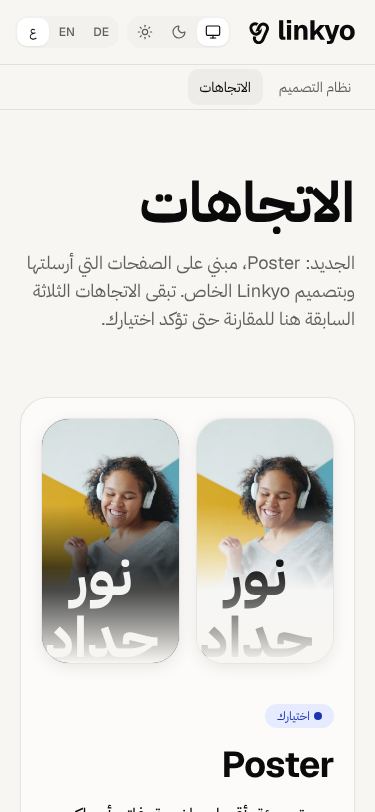 linkyo
ع EN DE
نظام التصميم الاتجاهات
الاتجاهات
الجديد: Poster، مبني على الصفحات التي أرسلتها
وبتصميم Linkyo الخاص. تبقى الاتجاهات الثلاثة
السابقة هنا للمقارنة حتى تؤكد اختيارك.
نور
حداد
نور
حداد
اختيارك
Poster